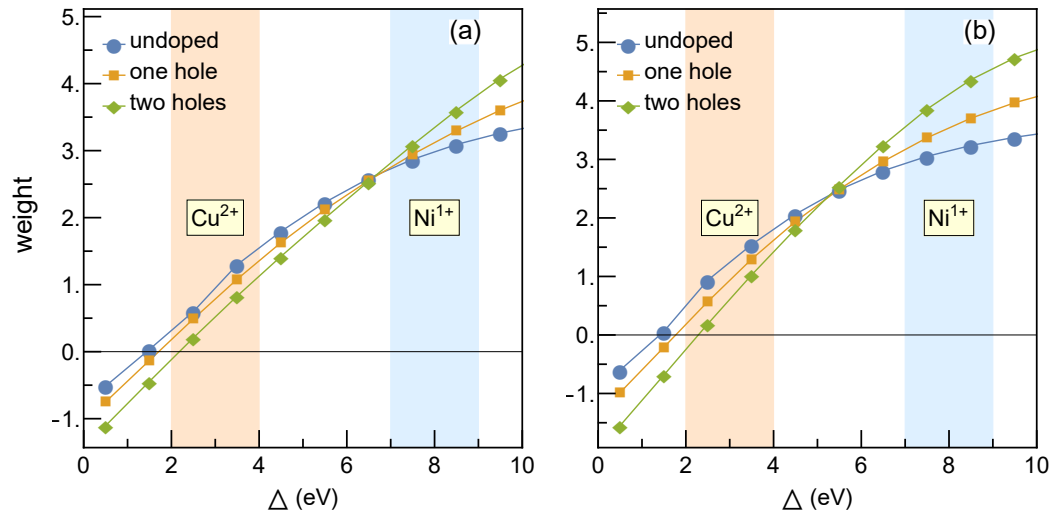 (a)
undoped
one hole
two holes
Cu2+
Ni1+
weight
5.
4.
3.
2.
1.
0.
-1.
0 2 4 6 8 10
△ (eV)
(b)
undoped
one hole
two holes
Cu2+
Ni1+
5.
4.
3.
2.
1.
0.
-1.
0 2 4 6 8 10
△ (eV)